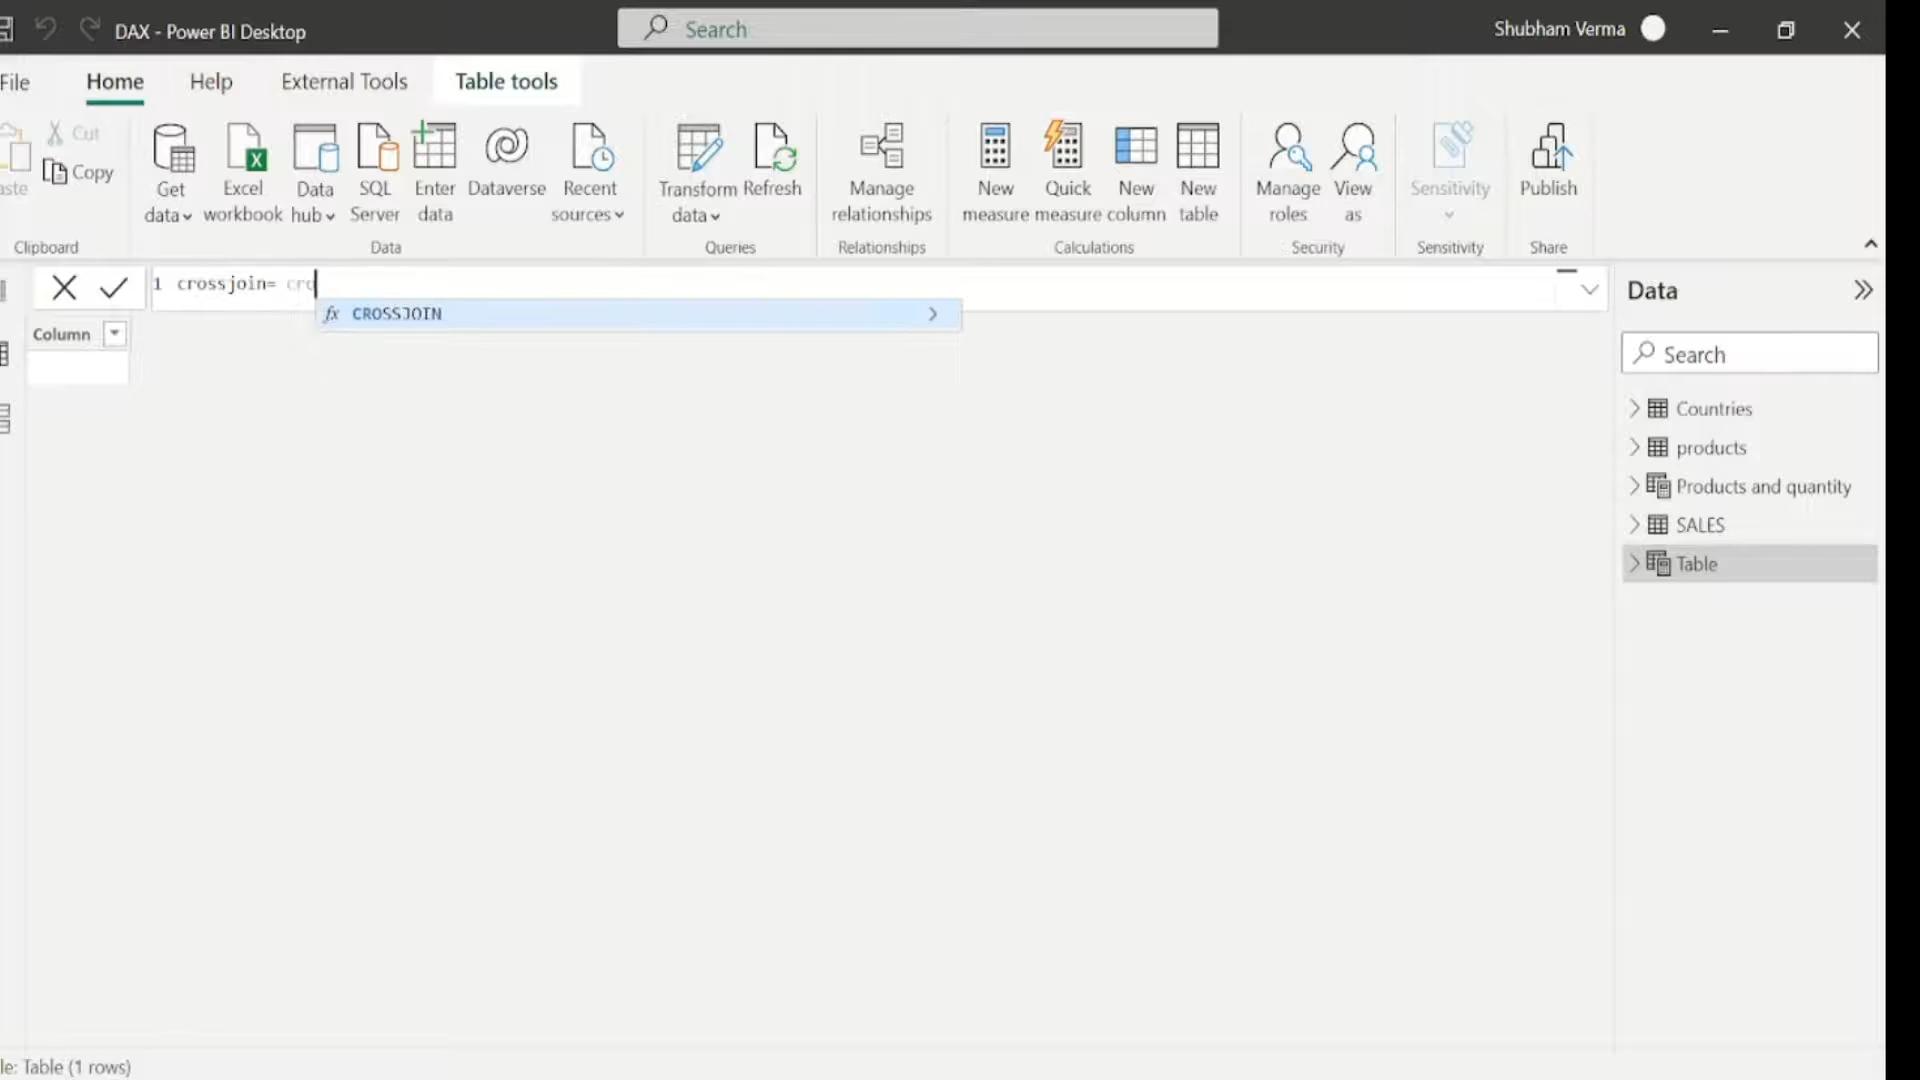 DAX - Power BI Desktop
Search
Shubham Verma
File
Home
Help
External Tools
Table tools
Cut
Copy
Clipboard
Get data
Excel workbook
Data hub
SQL Server
Enter data
Dataverse
Recent sources
Data
Transform data
Refresh
Queries
Manage relationships
Relationships
New measure
Quick measure
New column
New table
Calculations
Manage roles
View as
Security
Sensitivity
Sensitivity
Publish
Share
1 crossjoin= cro
fx CROSSJOIN
Column
Data
Search
Countries
products
Products and quantity
SALES
Table
le: Table (1 rows)